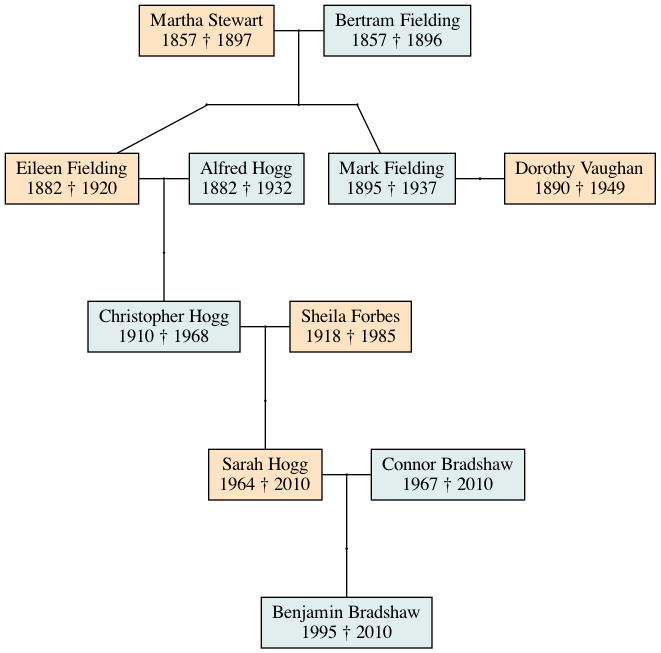 Martha Stewart
1857 † 1897
Bertram Fielding
1857 † 1896
Eileen Fielding
1882 † 1920
Alfred Hogg
1882 † 1932
Mark Fielding
1895 † 1937
Dorothy Vaughan
1890 † 1949
Christopher Hogg
1910 † 1968
Sheila Forbes
1918 † 1985
Sarah Hogg
1964 † 2010
Connor Bradshaw
1967 † 2010
Benjamin Bradshaw
1995 † 2010